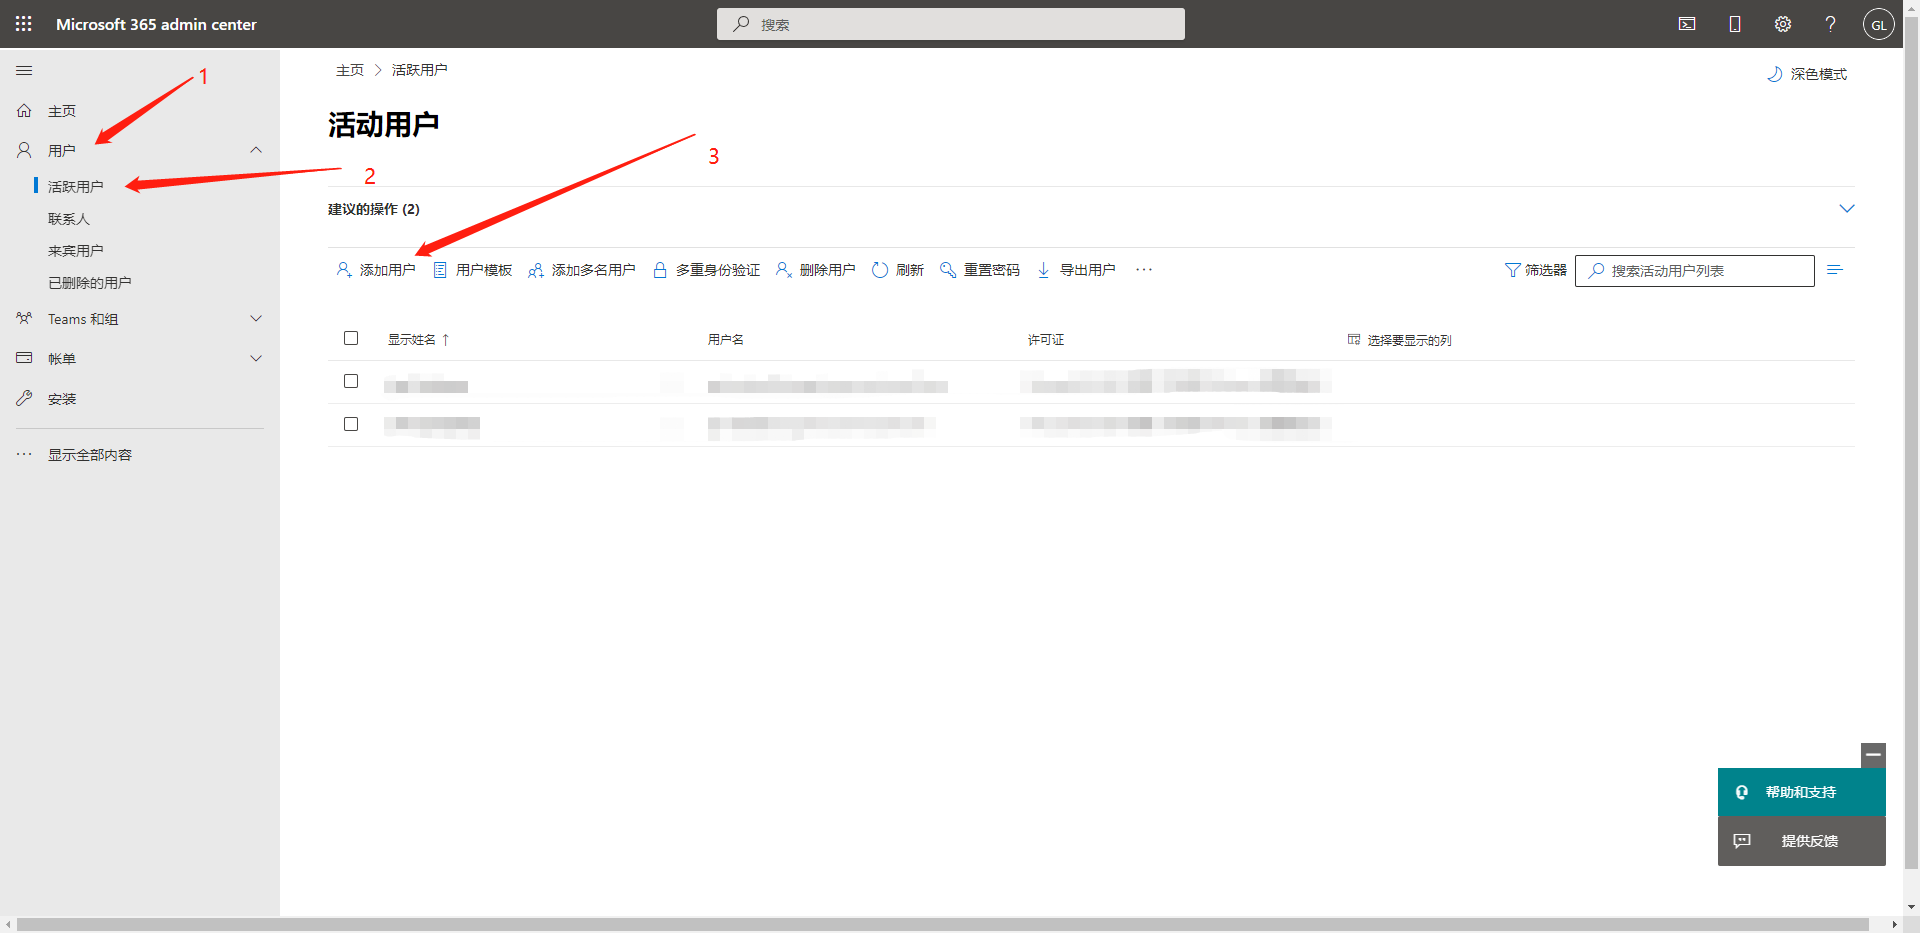 Microsoft 365 admin center
搜索
GL
主页
用户
活跃用户
联系人
来宾用户
已删除的用户
Teams 和组
帐单
安装
显示全部内容
1
2
3
主页 > 活跃用户
深色模式
活动用户
建议的操作 (2)
添加用户 用户模板 添加多名用户 多重身份验证 删除用户 刷新 重置密码 导出用户 ···
筛选器 搜索活动用户列表
显示姓名 ↑ 用户名 许可证 选择要显示的列
帮助和支持
提供反馈